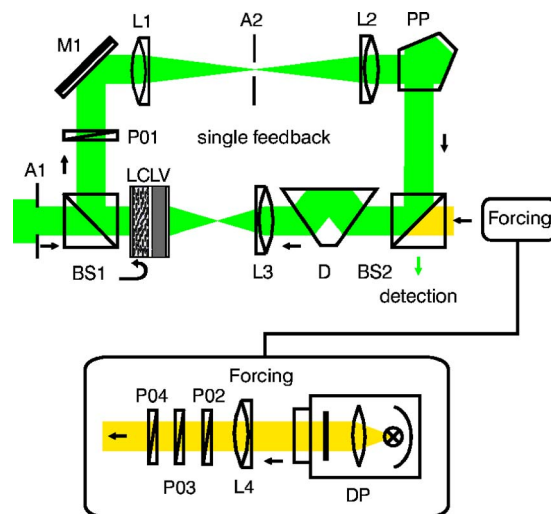 L1
A2
L2
PP
M1
P01
single feedback
A1
LCLV
Forcing
BS1
L3
D
BS2
detection
Forcing
P04
P02
P03
L4
DP